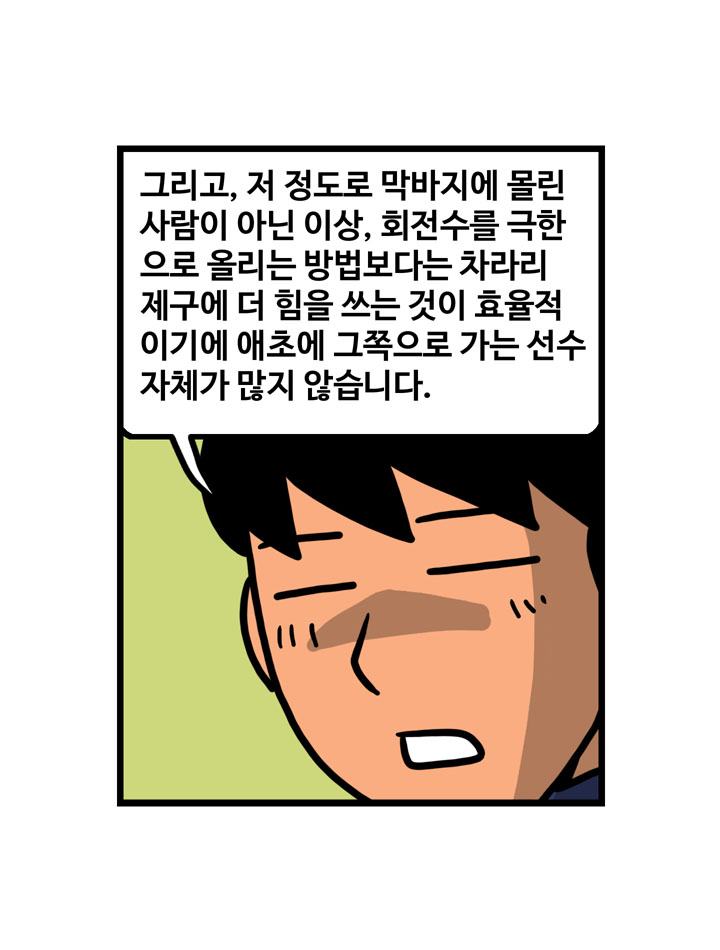 그리고, 저 정도로 막바지에 몰린
사람이 아닌 이상, 회전수를 극한
으로 올리는 방법보다는 차라리
제구에 더 힘을 쓰는 것이 효율적
이기에 애초에 그쪽으로 가는 선수
자체가 많지 않습니다.